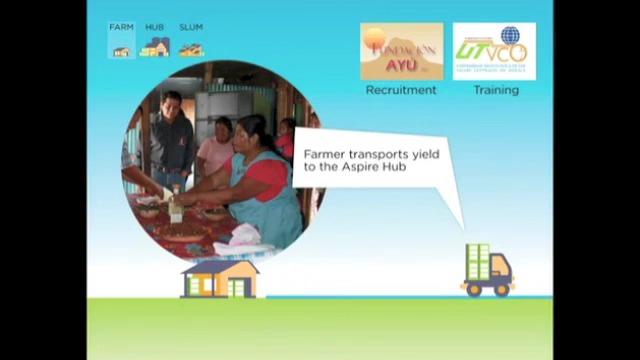 FARM HUB SLUM
FUNDACIÓN
AYÚ
UTVCO
Recruitment Training
Farmer transports yield
to the Aspire Hub